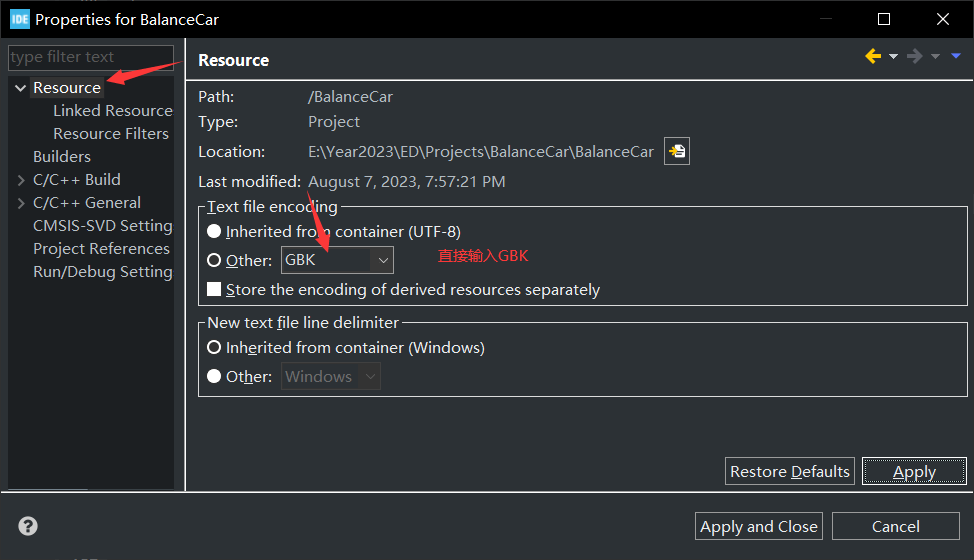 IDE Properties for BalanceCar
type filter text
Resource
Linked Resource
Resource Filters
Builders
C/C++ Build
C/C++ General
CMSIS-SVD Setting
Project References
Run/Debug Setting
Resource
Path: /BalanceCar
Type: Project
Location: E:\Year2023\ED\Projects\BalanceCar\BalanceCar
Last modified: August 7, 2023, 7:57:21 PM
Text file encoding
Inherited from container (UTF-8)
Other: GBK 直接输入GBK
Store the encoding of derived resources separately
New text file line delimiter
Inherited from container (Windows)
Other: Windows
Restore Defaults Apply
? Apply and Close Cancel